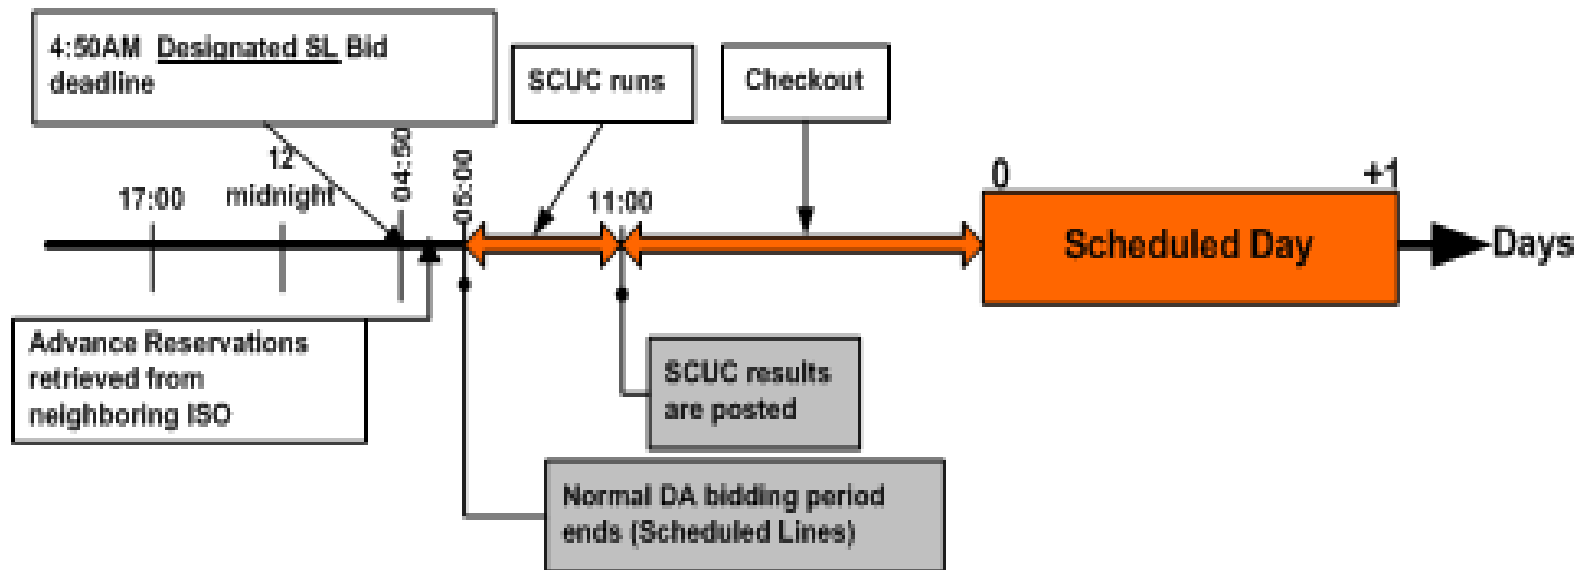 4:50AM Designated SL Bid
deadline
SCUC runs
Checkout
17:00
12
midnight
04:50
05:00
11:00
0
+1
Scheduled Day
Days
Advance Reservations
retrieved from
neighboring ISO
SCUC results
are posted
Normal DA bidding period
ends (Scheduled Lines)